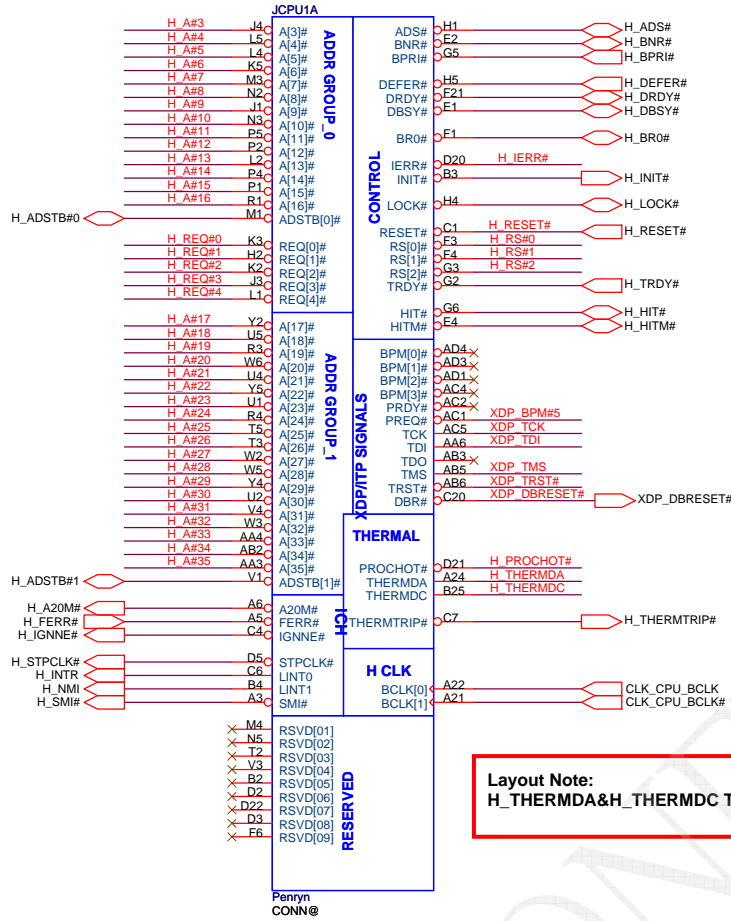 JCPU1A
H_A#3 J4 A[3]#
H_A#4 L5 A[4]#
H_A#5 L4 A[5]#
H_A#6 K5 A[6]#
H_A#7 M3 A[7]#
H_A#8 N2 A[8]#
H_A#9 J1 A[9]#
H_A#10 N3 A[10]#
H_A#11 P5 A[11]#
H_A#12 P2 A[12]#
H_A#13 L2 A[13]#
H_A#14 P4 A[14]#
H_A#15 P1 A[15]#
H_A#16 R1 A[16]#
H_ADSTB#0 M1 ADSTB[0]#
ADDR GROUP_0
H_REQ#0 K3 REQ[0]#
H_REQ#1 H2 REQ[1]#
H_REQ#2 K2 REQ[2]#
H_REQ#3 J3 REQ[3]#
H_REQ#4 L1 REQ[4]#
H_A#17 Y2 A[17]#
H_A#18 U5 A[18]#
H_A#19 R3 A[19]#
H_A#20 W6 A[20]#
H_A#21 U4 A[21]#
H_A#22 Y5 A[22]#
H_A#23 U1 A[23]#
H_A#24 R4 A[24]#
H_A#25 T5 A[25]#
H_A#26 T3 A[26]#
H_A#27 W2 A[27]#
H_A#28 W5 A[28]#
H_A#29 Y4 A[29]#
H_A#30 U2 A[30]#
H_A#31 V4 A[31]#
H_A#32 W3 A[32]#
H_A#33 AA4 A[33]#
H_A#34 AB2 A[34]#
H_A#35 AA3 A[35]#
H_ADSTB#1 V1 ADSTB[1]#
ADDR GROUP_1
H_A20M# A6 A20M#
H_FERR# A5 FERR#
H_IGNNE# C4 IGNNE#
H_STPCLK# D5 STPCLK#
H_INTR C6 LINT0
H_NMI B4 LINT1
H_SMI# A3 SMI#
ICH
M4 RSVD[01]
N5 RSVD[02]
T2 RSVD[03]
V3 RSVD[04]
B2 RSVD[05]
D2 RSVD[06]
D22 RSVD[07]
D3 RSVD[08]
F6 RSVD[09]
RESERVED
CONTROL
ADS# H1 H_ADS#
BNR# E2 H_BNR#
BPRI# G5 H_BPRI#
DEFER# H5 H_DEFER#
DRDY# F21 H_DRDY#
DBSY# E1 H_DBSY#
BR0# F1 H_BR0#
IERR# D20 H_IERR#
INIT# B3 H_INIT#
LOCK# H4 H_LOCK#
RESET# C1 H_RESET# H_RESET#
RS[0]# F3 H_RS#0
RS[1]# F4 H_RS#1
RS[2]# G3 H_RS#2
TRDY# G2 H_TRDY#
HIT# G6 H_HIT#
HITM# E4 H_HITM#
XDP/ITP SIGNALS
BPM[0]# AD4
BPM[1]# AD3
BPM[2]# AD1
BPM[3]# AC4
PRDY# AC2
PREQ# AC1 XDP_BPM#5
TCK AC5 XDP_TCK
TDI AA6 XDP_TDI
TDO AB3
TMS AB5 XDP_TMS
TRST# AB6 XDP_TRST#
DBR# C20 XDP_DBRESET# XDP_DBRESET#
THERMAL
PROCHOT# D21 H_PROCHOT#
THERMDA A24 H_THERMDA
THERMDC B25 H_THERMDC
THERMTRIP# C7 H_THERMTRIP#
H CLK
BCLK[0] A22 CLK_CPU_BCLK
BCLK[1] A21 CLK_CPU_BCLK#
Layout Note:
H_THERMDA&H_THERMDC T
Penryn
CONN@